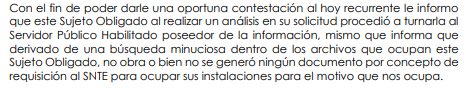 Con el fin de poder darle una oportuna contestación al hoy recurrente le informo
que este Sujeto Obligado al realizar un análisis en su solicitud procedió a turnarla al
Servidor Público Habilitado poseedor de la información, mismo que informa que
derivado de una búsqueda minuciosa dentro de los archivos que ocupan este
Sujeto Obligado, no obra o bien no se generó ningún documento por concepto de
requisición al SNTE para ocupar sus instalaciones para el motivo que nos ocupa.